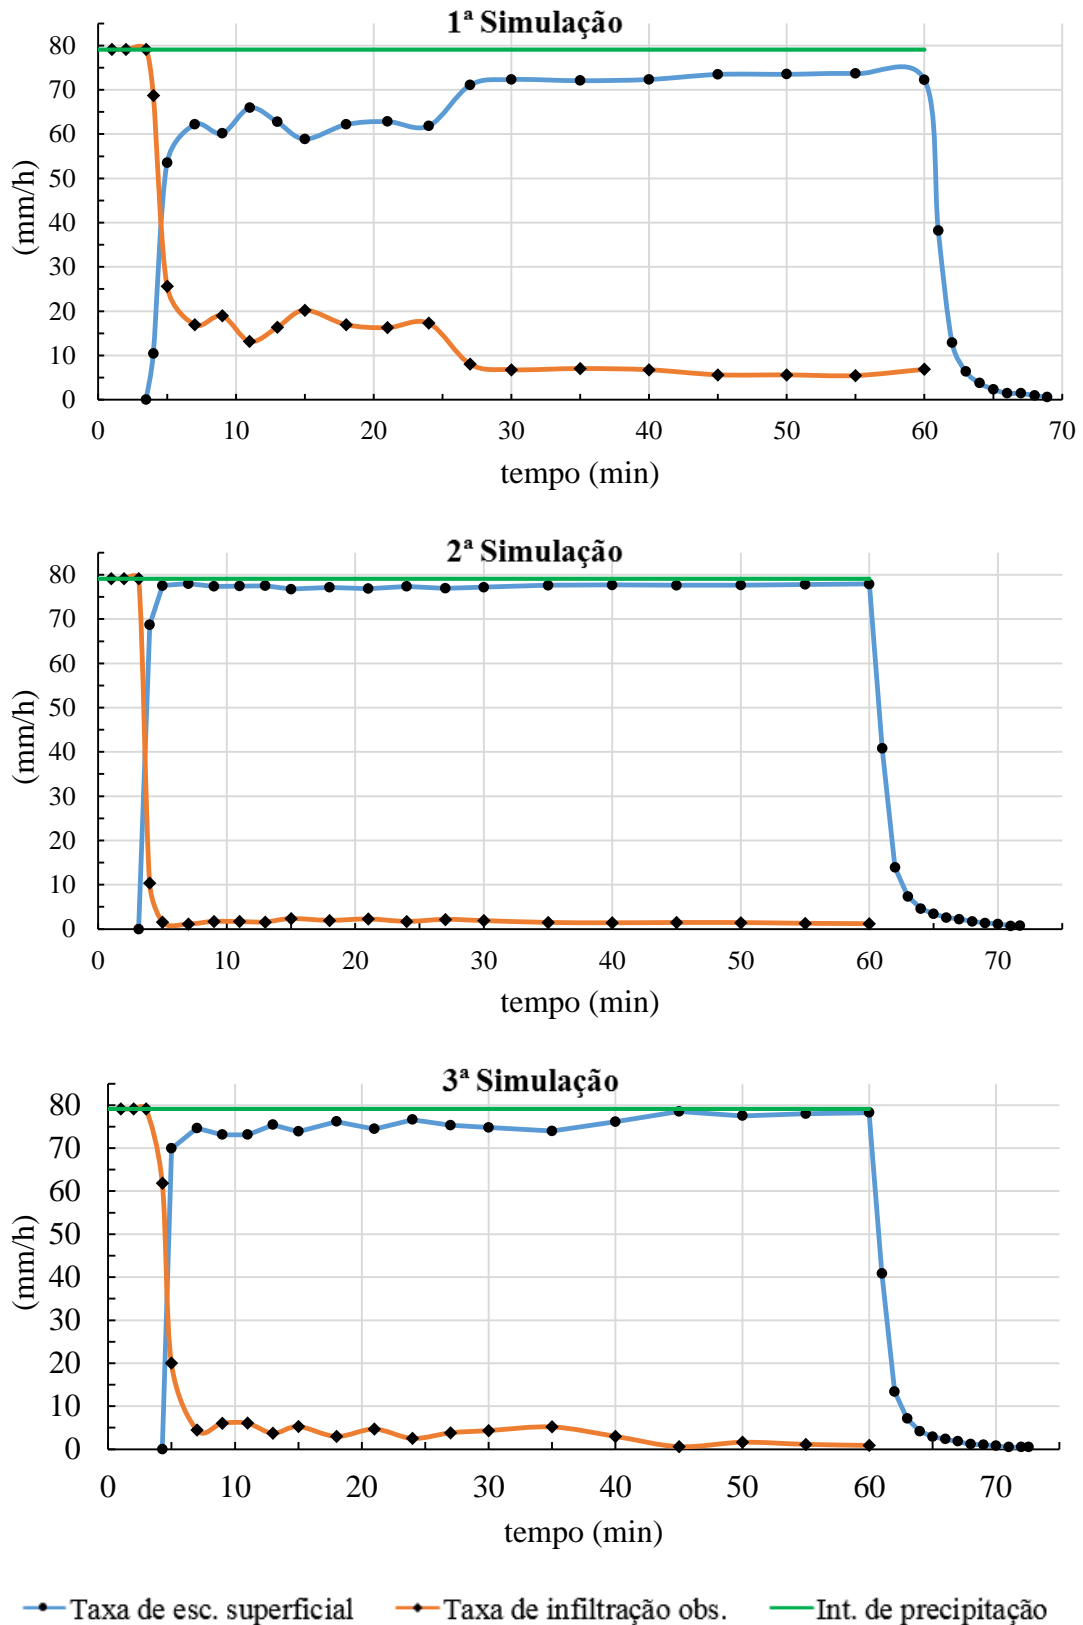 1ª Simulação
80
70
60
50
40
30
20
10
0
(mm/h)
0 10 20 30 40 50 60 70
tempo (min)
2ª Simulação
80
70
60
50
40
30
20
10
0
(mm/h)
0 10 20 30 40 50 60 70
tempo (min)
3ª Simulação
80
70
60
50
40
30
20
10
0
(mm/h)
0 10 20 30 40 50 60 70
tempo (min)
Taxa de esc. superficial Taxa de infiltração obs. Int. de precipitação